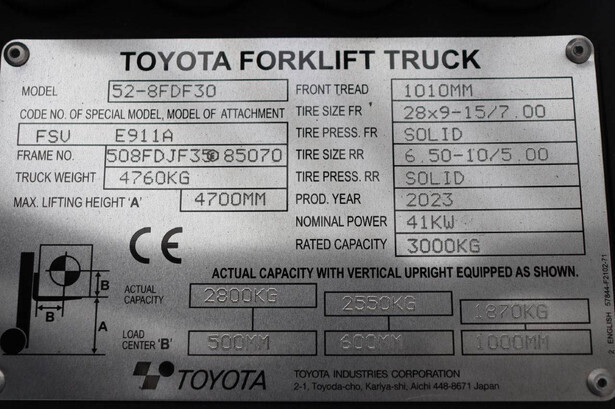 TOYOTA FORKLIFT TRUCK
MODEL 52-8FDF30
CODE NO. OF SPECIAL MODEL, MODEL OF ATTACHMENT
FSV E911A
FRAME NO. 508FDJF35 85070
TRUCK WEIGHT 4760KG
MAX. LIFTING HEIGHT 'A' 4700MM
FRONT TREAD 1010MM
TIRE SIZE FR 28x9-15/7.00
TIRE PRESS. FR SOLID
TIRE SIZE RR 6.50-10/5.00
TIRE PRESS. RR SOLID
PROD. YEAR 2023
NOMINAL POWER 41KW
RATED CAPACITY 3000KG
CE
B
B
A
ACTUAL CAPACITY WITH VERTICAL UPRIGHT EQUIPPED AS SHOWN.
ACTUAL CAPACITY 2800KG 2550KG 1870KG
LOAD CENTER 'B' 500MM 600MM 1000MM
TOYOTA
TOYOTA INDUSTRIES CORPORATION
2-1, Toyoda-cho, Kariya-shi, Aichi 448-8671 Japan
ENGLISH 57844-F2102-71